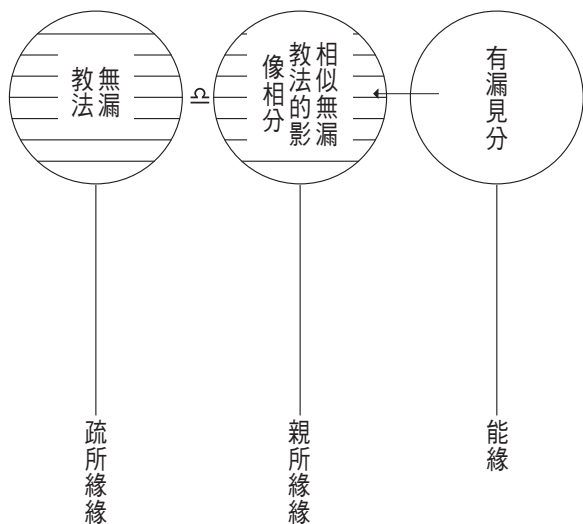 有漏見分
相似無漏
教法的影
像相分
無漏
教法
能緣
親所緣緣
疏所緣緣